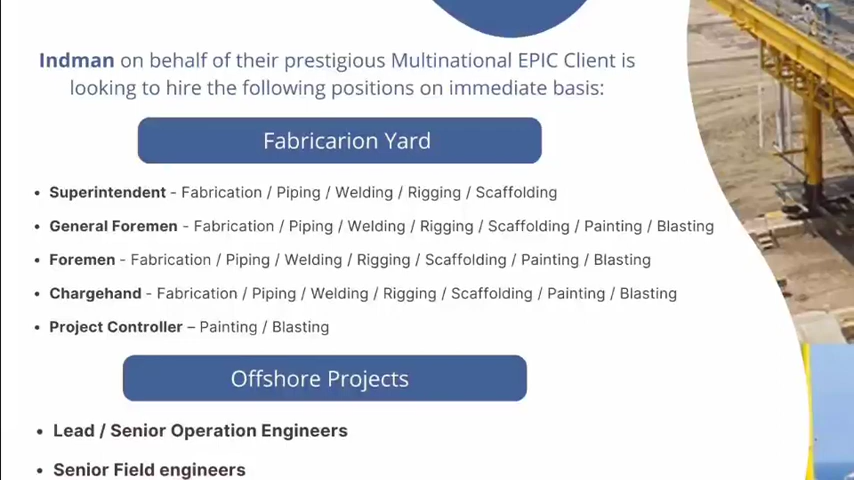 Indman on behalf of their prestigious Multinational EPIC Client is
looking to hire the following positions on immediate basis:
Fabricarion Yard
• Superintendent - Fabrication / Piping / Welding / Rigging / Scaffolding
• General Foremen - Fabrication / Piping / Welding / Rigging / Scaffolding / Painting / Blasting
• Foremen - Fabrication / Piping / Welding / Rigging / Scaffolding / Painting / Blasting
• Chargehand - Fabrication / Piping / Welding / Rigging / Scaffolding / Painting / Blasting
• Project Controller – Painting / Blasting
Offshore Projects
• Lead / Senior Operation Engineers
• Senior Field engineers